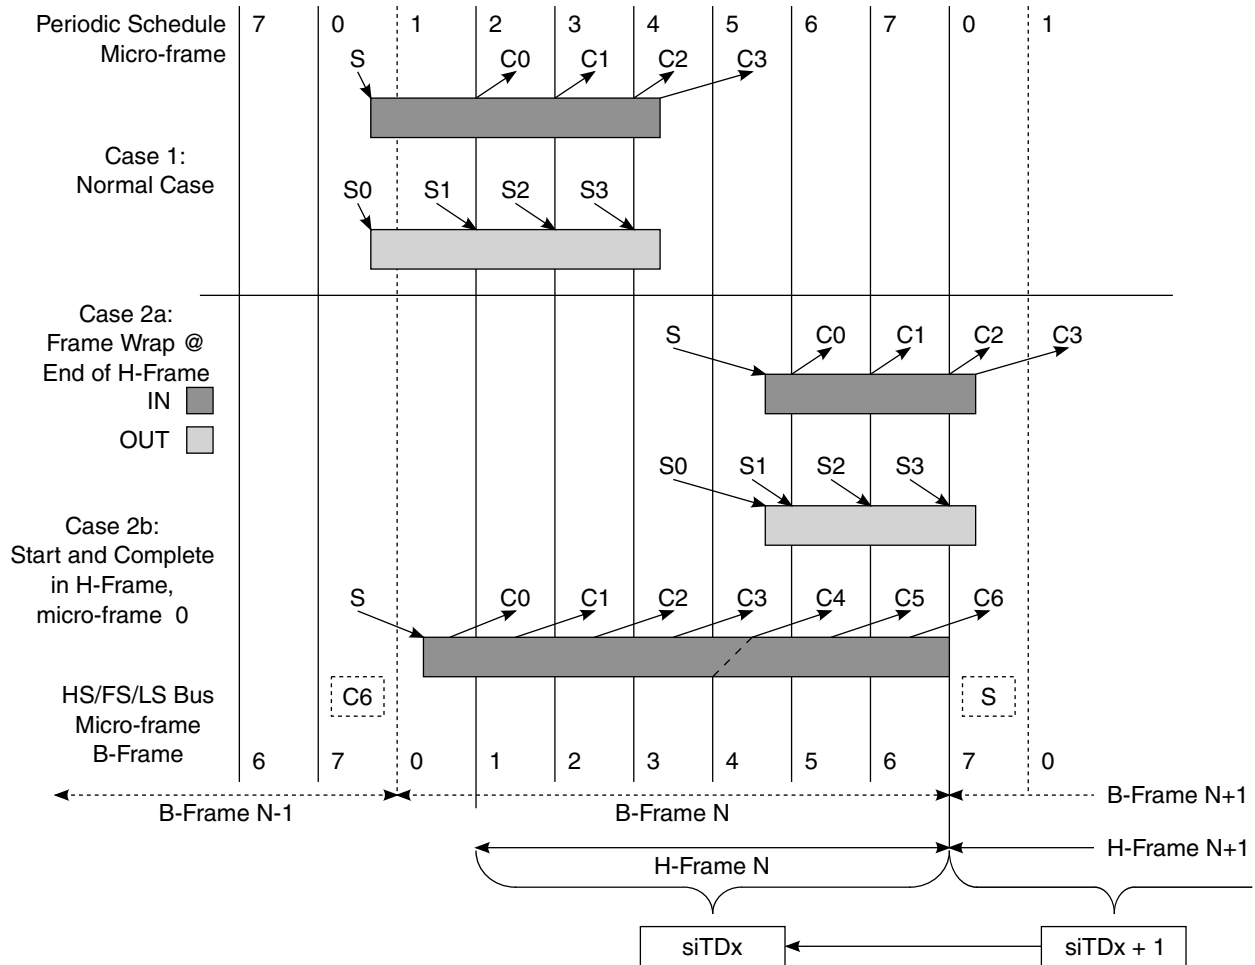 Periodic Schedule
Micro-frame
7 0 1 2 3 4 5 6 7 0 1
S C0 C1 C2 C3
Case 1:
Normal Case
S0 S1 S2 S3
Case 2a:
Frame Wrap @
End of H-Frame
S C0 C1 C2 C3
IN
OUT
S0 S1 S2 S3
Case 2b:
Start and Complete
in H-Frame,
micro-frame 0
S C0 C1 C2 C3 C4 C5 C6
C6 S
HS/FS/LS Bus
Micro-frame
B-Frame
6 7 0 1 2 3 4 5 6 7 0
B-Frame N-1 B-Frame N B-Frame N+1
H-Frame N H-Frame N+1
siTDx siTDx + 1